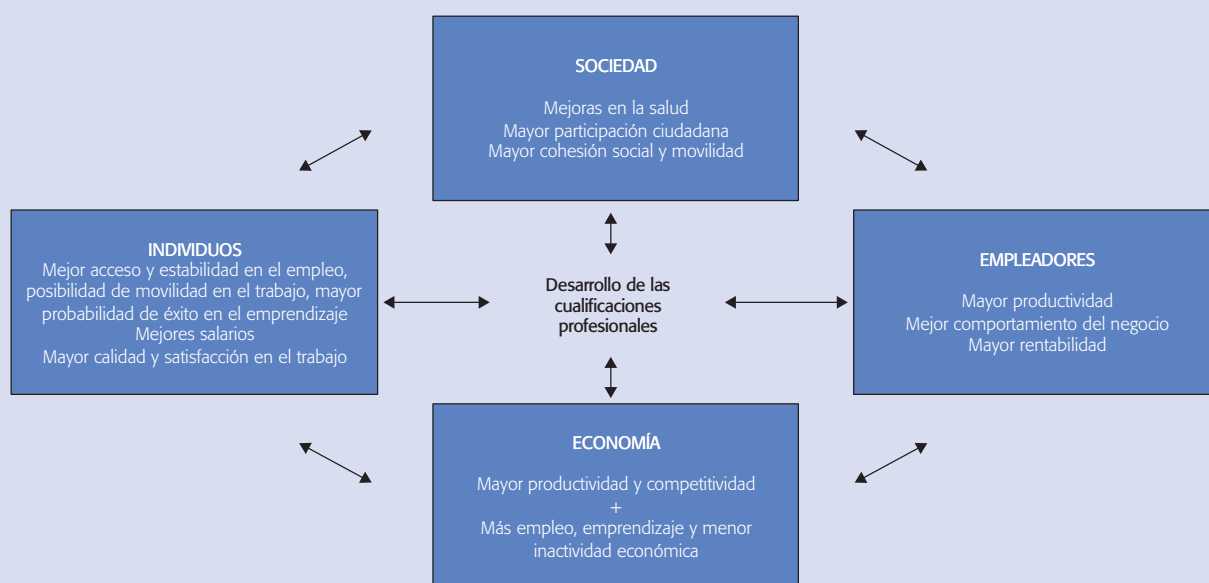 SOCIEDAD
Mejoras en la salud
Mayor participación ciudadana
Mayor cohesión social y movilidad
INDIVIDUOS
Mejor acceso y estabilidad en el empleo,
posibilidad de movilidad en el trabajo, mayor
probabilidad de éxito en el emprendizaje
Mejores salarios
Mayor calidad y satisfacción en el trabajo
Desarrollo de las
cualificaciones
profesionales
EMPLEADORES
Mayor productividad
Mejor comportamiento del negocio
Mayor rentabilidad
ECONOMÍA
Mayor productividad y competitividad
+
Más empleo, emprendizaje y menor
inactividad económica